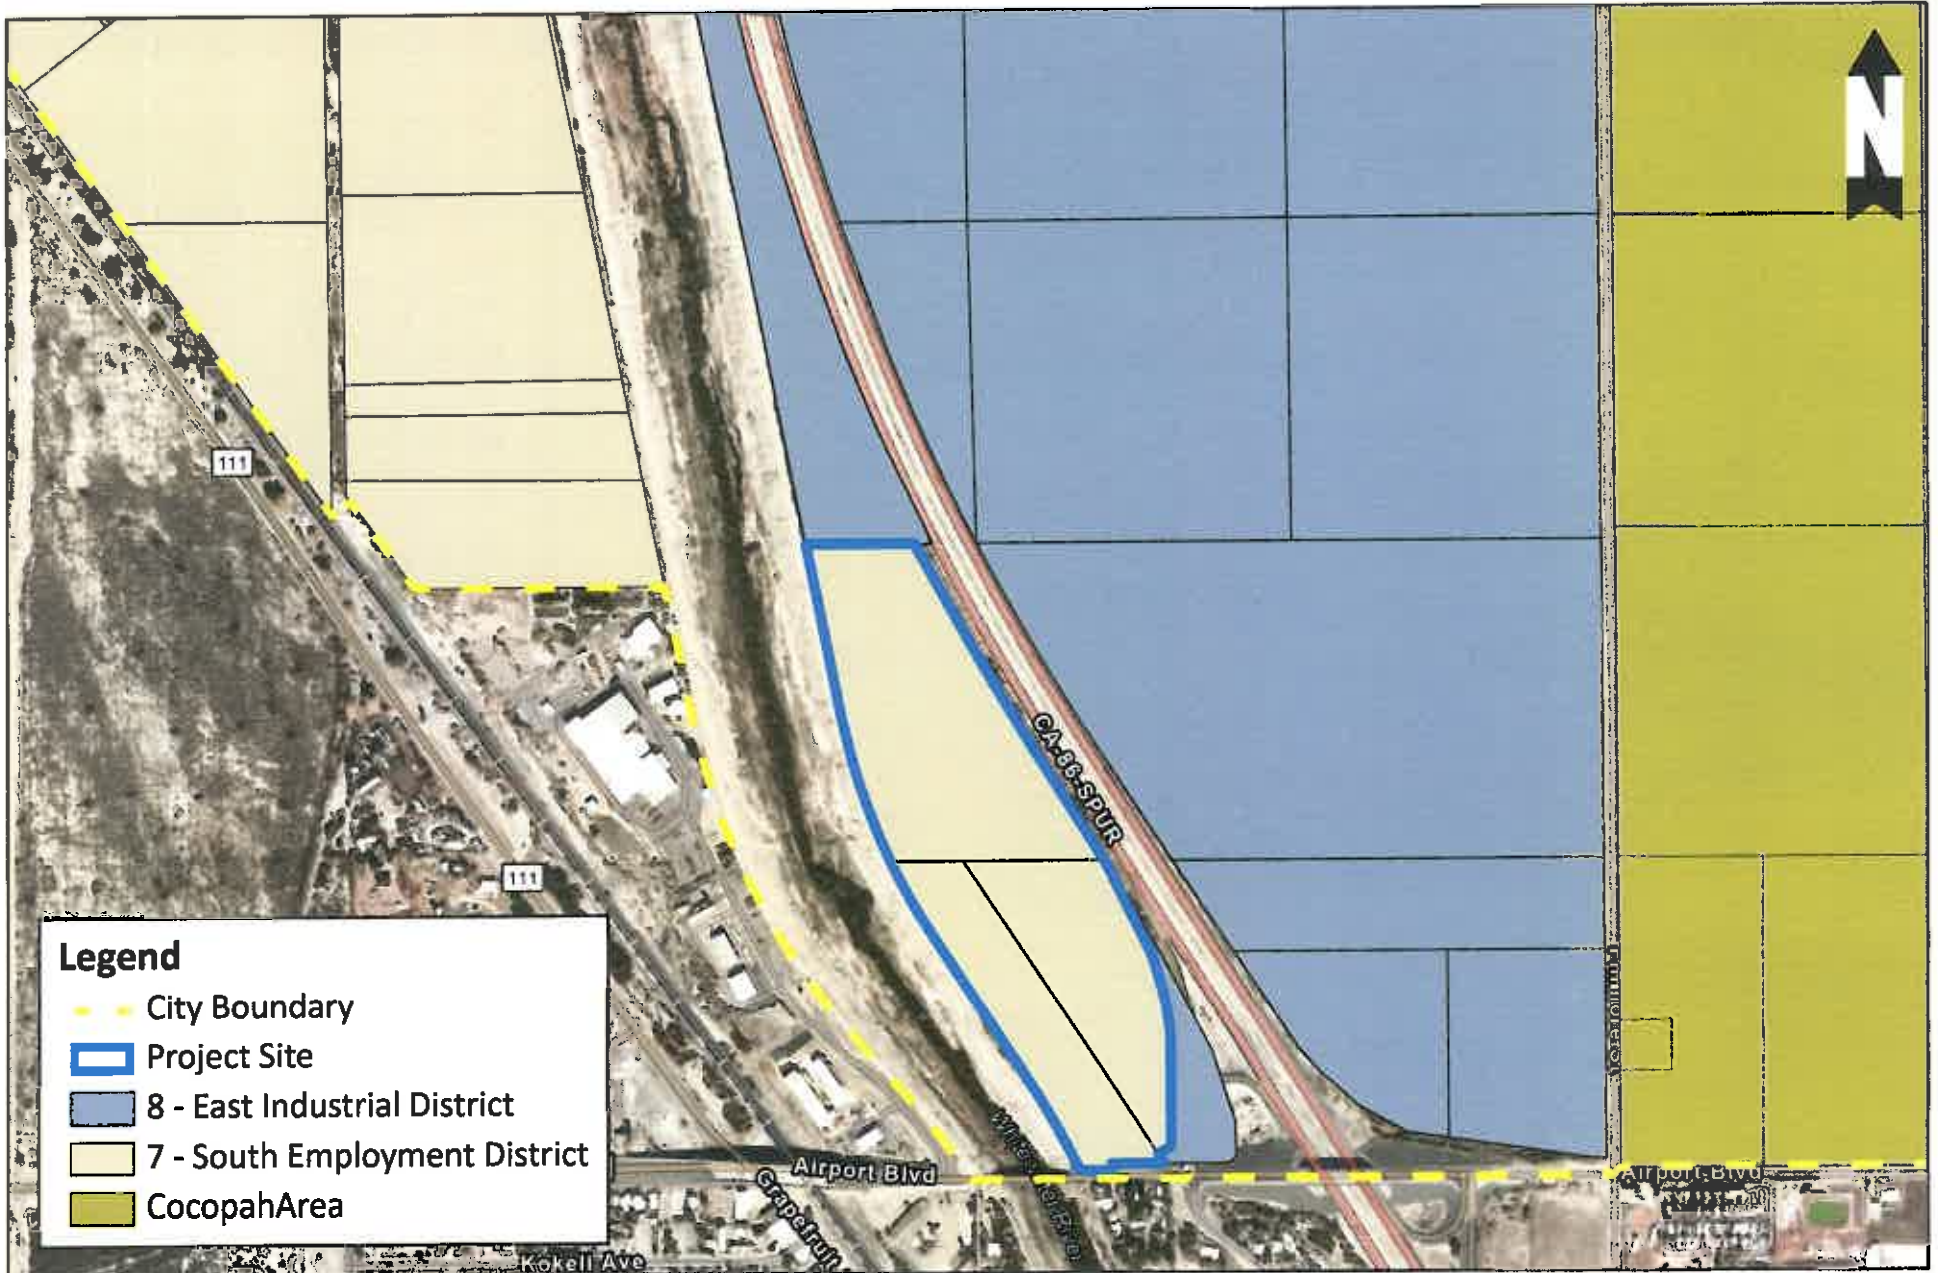 N
111
CA-86-SPUR
111
Legend
City Boundary
Project Site
8 - East Industrial District
7 - South Employment District
CocopahArea
Airport Blvd
Airport Blvd
Grapefruit
Kokell Ave